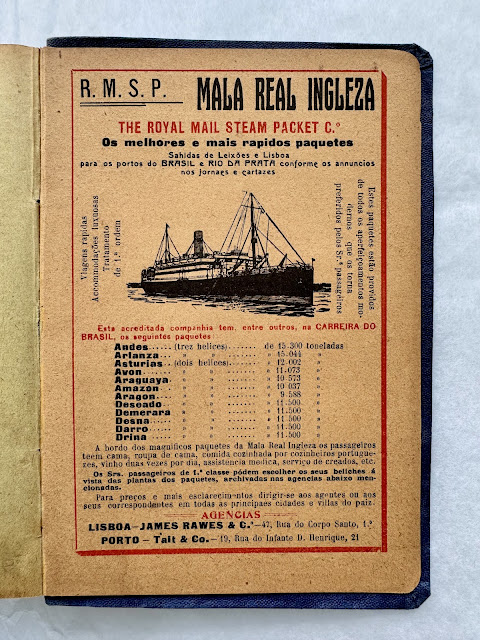 R. M. S. P. MALA REAL INGLEZA
THE ROYAL MAIL STEAM PACKET C.º
Os melhores e mais rapidos paquetes
Sahidas de Leixões e Lisboa
para os portos do BRASIL e RIO DA PRATA conforme os annuncios
nos jornaes e cartazes
Viagens rapidas
Accommodações luxuosas
Tratamento
de 1.ª ordem
Estes paquetes estão providos
de todos os aperfeiçoamentos mo-
dernos que os torna
preferidos pelos Srs. passageiros
Esta acreditada companhia tem, entre outros, na CARREIRA DO
BRASIL, os seguintes paquetes
Andes...... (trez helices)....... de 15.300 toneladas
Arlanza..... » » ....... » 15.044 »
Asturias.... (dois helices)....... » 12.002 »
Avon....... » » ....... » 11.073 »
Araguaya.... » » ....... » 10.573 »
Amazon..... » » ....... » 10.037 »
Aragon..... » » ....... » 9.588 »
Deseado.... » » ....... » 11.500 »
Demerara... » » ....... » 11.500 »
Desna...... » » ....... » 11.500 »
Darro....... » » ....... » 11.500 »
Drina....... » » ....... » 11.500 »
A bordo dos magnificos paquetes da Mala Real Ingleza os passageiros
teem cama, roupa de cama, comida cozinhada por cozinheiros portugue-
zes, vinho duas vezes por dia, assistencia medica, serviço de creados, etc.
Os Srs. passageiros de 1.ª classe pódem escolher os seus beliches á
vista das plantas dos paquetes, archivadas nas agencias abaixo men-
cionadas.
Para preços e mais esclarecimentos dirigir-se aos agentes ou aos
seus correspondentes em todas as principaes cidades e villas do paiz.
AGENCIAS
LISBOA—JAMES RAWES & C.ª—47, Rua do Corpo Santo, 1.º
PORTO — Tait & Co.—19, Rua do Infante D. Henrique, 21